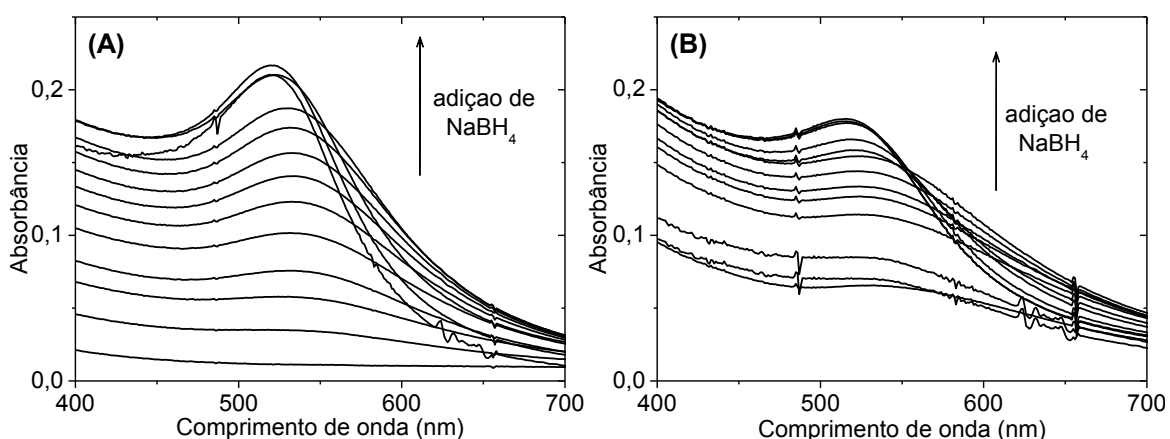 (A)
adiçao de
NaBH4
0,2
0,1
0,0
Absorbância
400
500
600
700
Comprimento de onda (nm)
(B)
adiçao de
NaBH4
0,2
0,1
0,0
Absorbância
400
500
600
700
Comprimento de onda (nm)